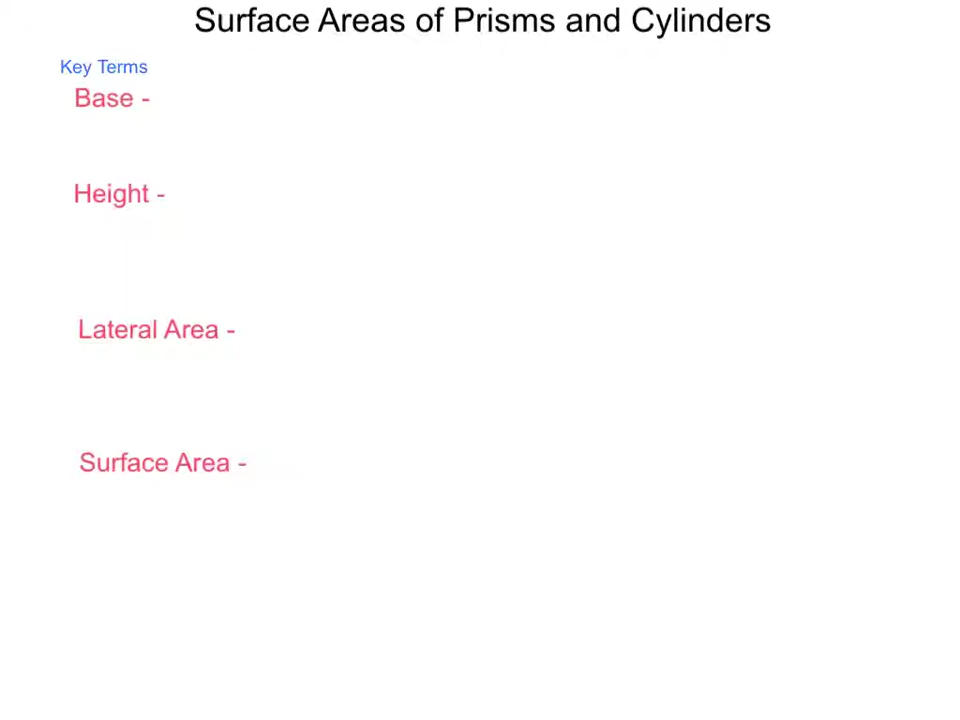 Surface Areas of Prisms and Cylinders
Key Terms
Base -
Height -
Lateral Area -
Surface Area -